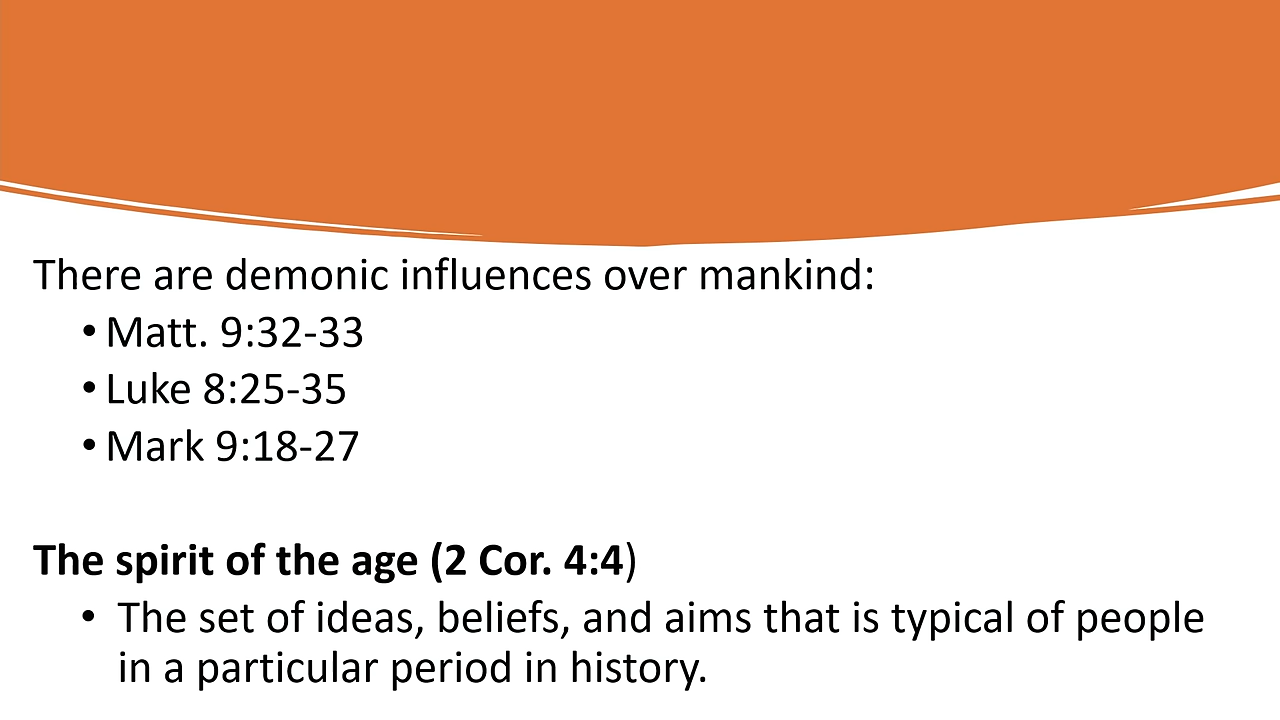 There are demonic influences over mankind:
• Matt. 9:32-33
• Luke 8:25-35
• Mark 9:18-27
The spirit of the age (2 Cor. 4:4)
• The set of ideas, beliefs, and aims that is typical of people
in a particular period in history.